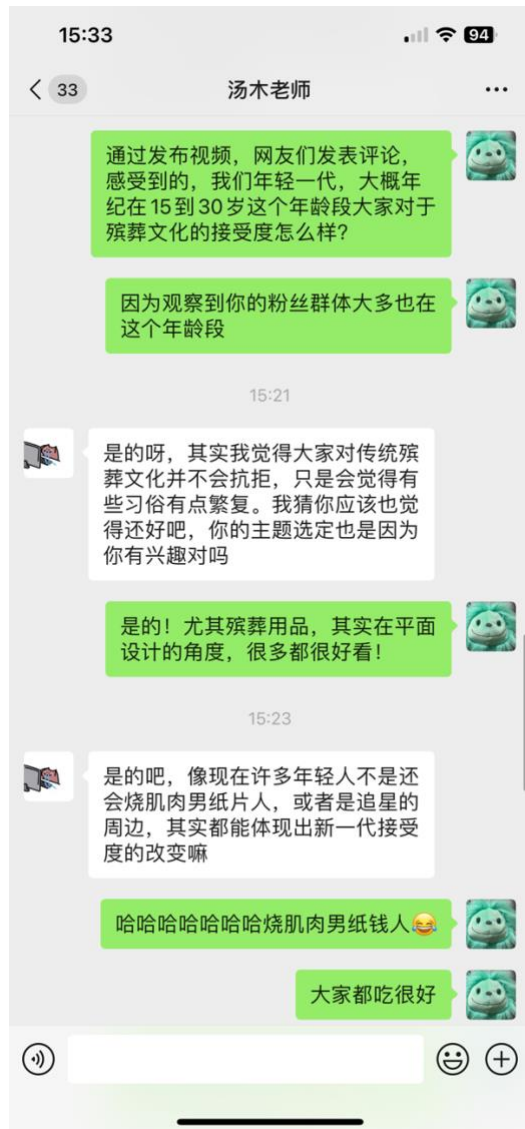 15:33
94
33
汤木老师
通过发布视频，网友们发表评论，
感受到的，我们年轻一代，大概年
纪在15到30岁这个年龄段大家对于
殡葬文化的接受度怎么样？
因为观察到你的粉丝群体大多也在
这个年龄段
15:21
是的呀，其实我觉得大家对传统殡
葬文化并不会抗拒，只是会觉得有
些习俗有点繁复。我猜你应该也觉
得还好吧，你的主题选定也是因为
你有兴趣对吗
是的！尤其殡葬用品，其实在平面
设计的角度，很多都很好看！
15:23
是的吧，像现在许多年轻人不是还
会烧肌肉男纸片人，或者是追星的
周边，其实都能体现出新一代接受
度的改变嘛
哈哈哈哈哈哈哈烧肌肉男纸钱人😂
大家都吃很好